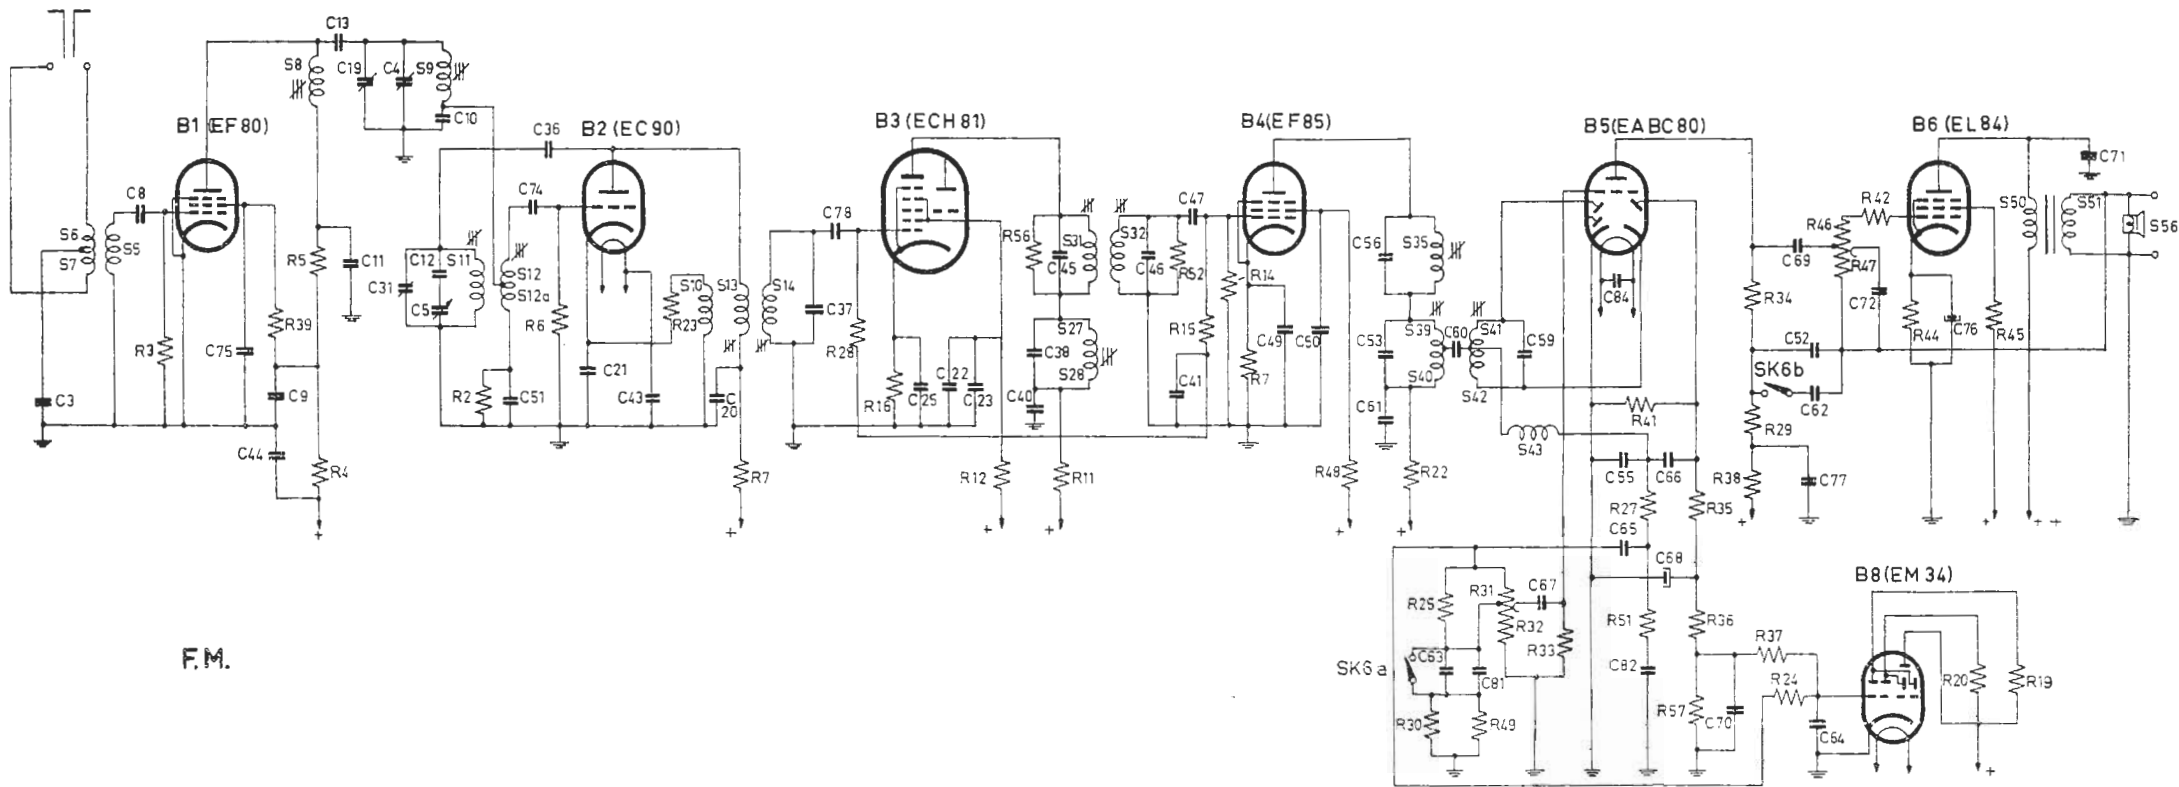 C13
S8
C19
C4
S9
C10
B1 (EF80)
C36
B2 (EC90)
B3 (ECH81)
B4(EF85)
B5(EABC80)
B6 (EL84)
C71
C8
C74
C78
C47
R42
S6
S7
S5
R5
C11
C12
S11
C31
C5
S12
S12a
R6
S10
R23
S13
S14
C37
R28
R56
S31
C45
S32
C46
R52
R14
R15
C56
S35
C84
R46
C69
R47
C72
R34
S50
S51
S56
R3
C75
R39
C9
C3
C44
R4
+
R2
C51
C21
C43
C
20
R7
+
R16
C25
C22
C23
R12
+
S27
C38
S28
C40
R11
+
C41
R7
C49
C50
R48
+
C53
S39
S40
C60
S41
S42
C59
C61
R22
+
S43
R41
C55
C66
R27
R35
C65
C68
C52
SK6b
C62
R29
R38
C77
+
R44
C76
R45
+
+ +
F.M.
R25
R31
R32
C67
R33
SK6a
C63
C81
R30
R49
R51
C82
R36
R37
R24
R57
C70
C64
B8(EM34)
R20
R19
+